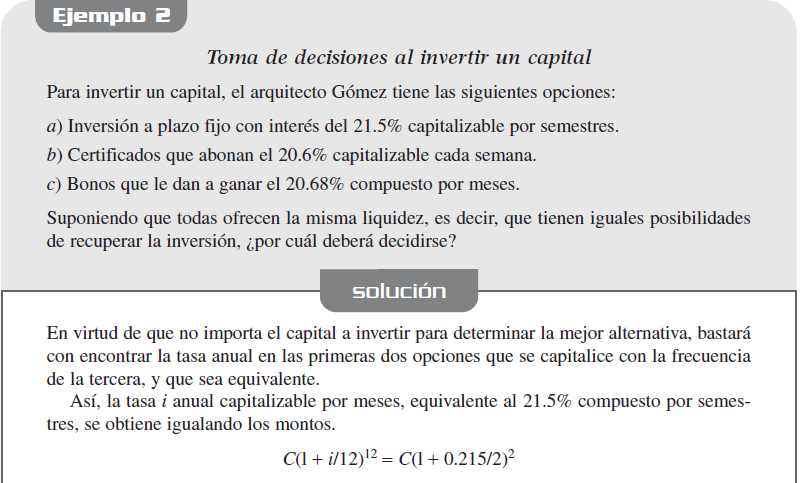 Ejemplo 2
Toma de decisiones al invertir un capital
Para invertir un capital, el arquitecto Gómez tiene las siguientes opciones:
a) Inversión a plazo fijo con interés del 21.5% capitalizable por semestres.
b) Certificados que abonan el 20.6% capitalizable cada semana.
c) Bonos que le dan a ganar el 20.68% compuesto por meses.
Suponiendo que todas ofrecen la misma liquidez, es decir, que tienen iguales posibilidades
de recuperar la inversión, ¿por cuál deberá decidirse?
solución
En virtud de que no importa el capital a invertir para determinar la mejor alternativa, bastará
con encontrar la tasa anual en las primeras dos opciones que se capitalice con la frecuencia
de la tercera, y que sea equivalente.
Así, la tasa i anual capitalizable por meses, equivalente al 21.5% compuesto por semes-
tres, se obtiene igualando los montos.
C(1 + i/12)¹² = C(1 + 0.215/2)²